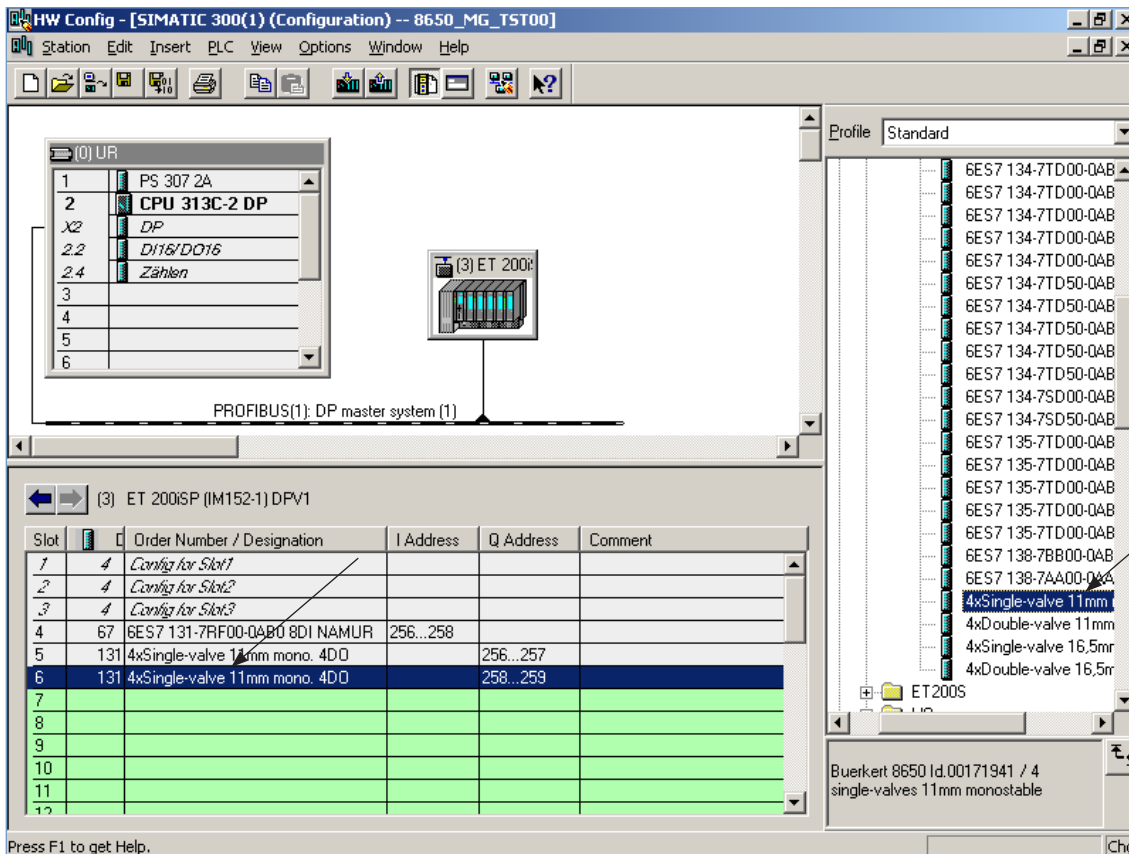 HW Config - [SIMATIC 300(1) (Configuration) -- 8650_MG_TST00]
Station Edit Insert PLC View Options Window Help
(0) UR
1 PS 307 2A
2 CPU 313C-2 DP
X2 DP
2.2 DI16/DO16
2.4 Zählen
3
4
5
6
(3) ET 200iS
PROFIBUS(1): DP master system (1)
Profile Standard
6ES7 134-7TD00-0AB
6ES7 134-7TD00-0AB
6ES7 134-7TD00-0AB
6ES7 134-7TD00-0AB
6ES7 134-7TD00-0AB
6ES7 134-7TD50-0AB
6ES7 134-7TD50-0AB
6ES7 134-7TD50-0AB
6ES7 134-7TD50-0AB
6ES7 134-7TD50-0AB
6ES7 134-7SD00-0AB
6ES7 134-7SD50-0AB
6ES7 135-7TD00-0AB
6ES7 135-7TD00-0AB
6ES7 135-7TD00-0AB
6ES7 135-7TD00-0AB
6ES7 135-7TD00-0AB
6ES7 138-7BB00-0AB
6ES7 138-7AA00-0AA
4xSingle-valve 11mm
4xDouble-valve 11mm
4xSingle-valve 16,5mm
4xDouble-valve 16,5m
ET200S
(3) ET 200iSP (IM152-1) DPV1
Slot D Order Number / Designation I Address Q Address Comment
1 4 Config for Slot1
2 4 Config for Slot2
3 4 Config for Slot3
4 67 6ES7 131-7RF00-0AB0 8DI NAMUR 256...258
5 131 4xSingle-valve 11mm mono. 4DO 256...257
6 131 4xSingle-valve 11mm mono. 4DO 258...259
7
8
9
10
11
12
Buerkert 8650 Id.00171941 / 4
single-valves 11mm monostable
Press F1 to get Help.
Cho